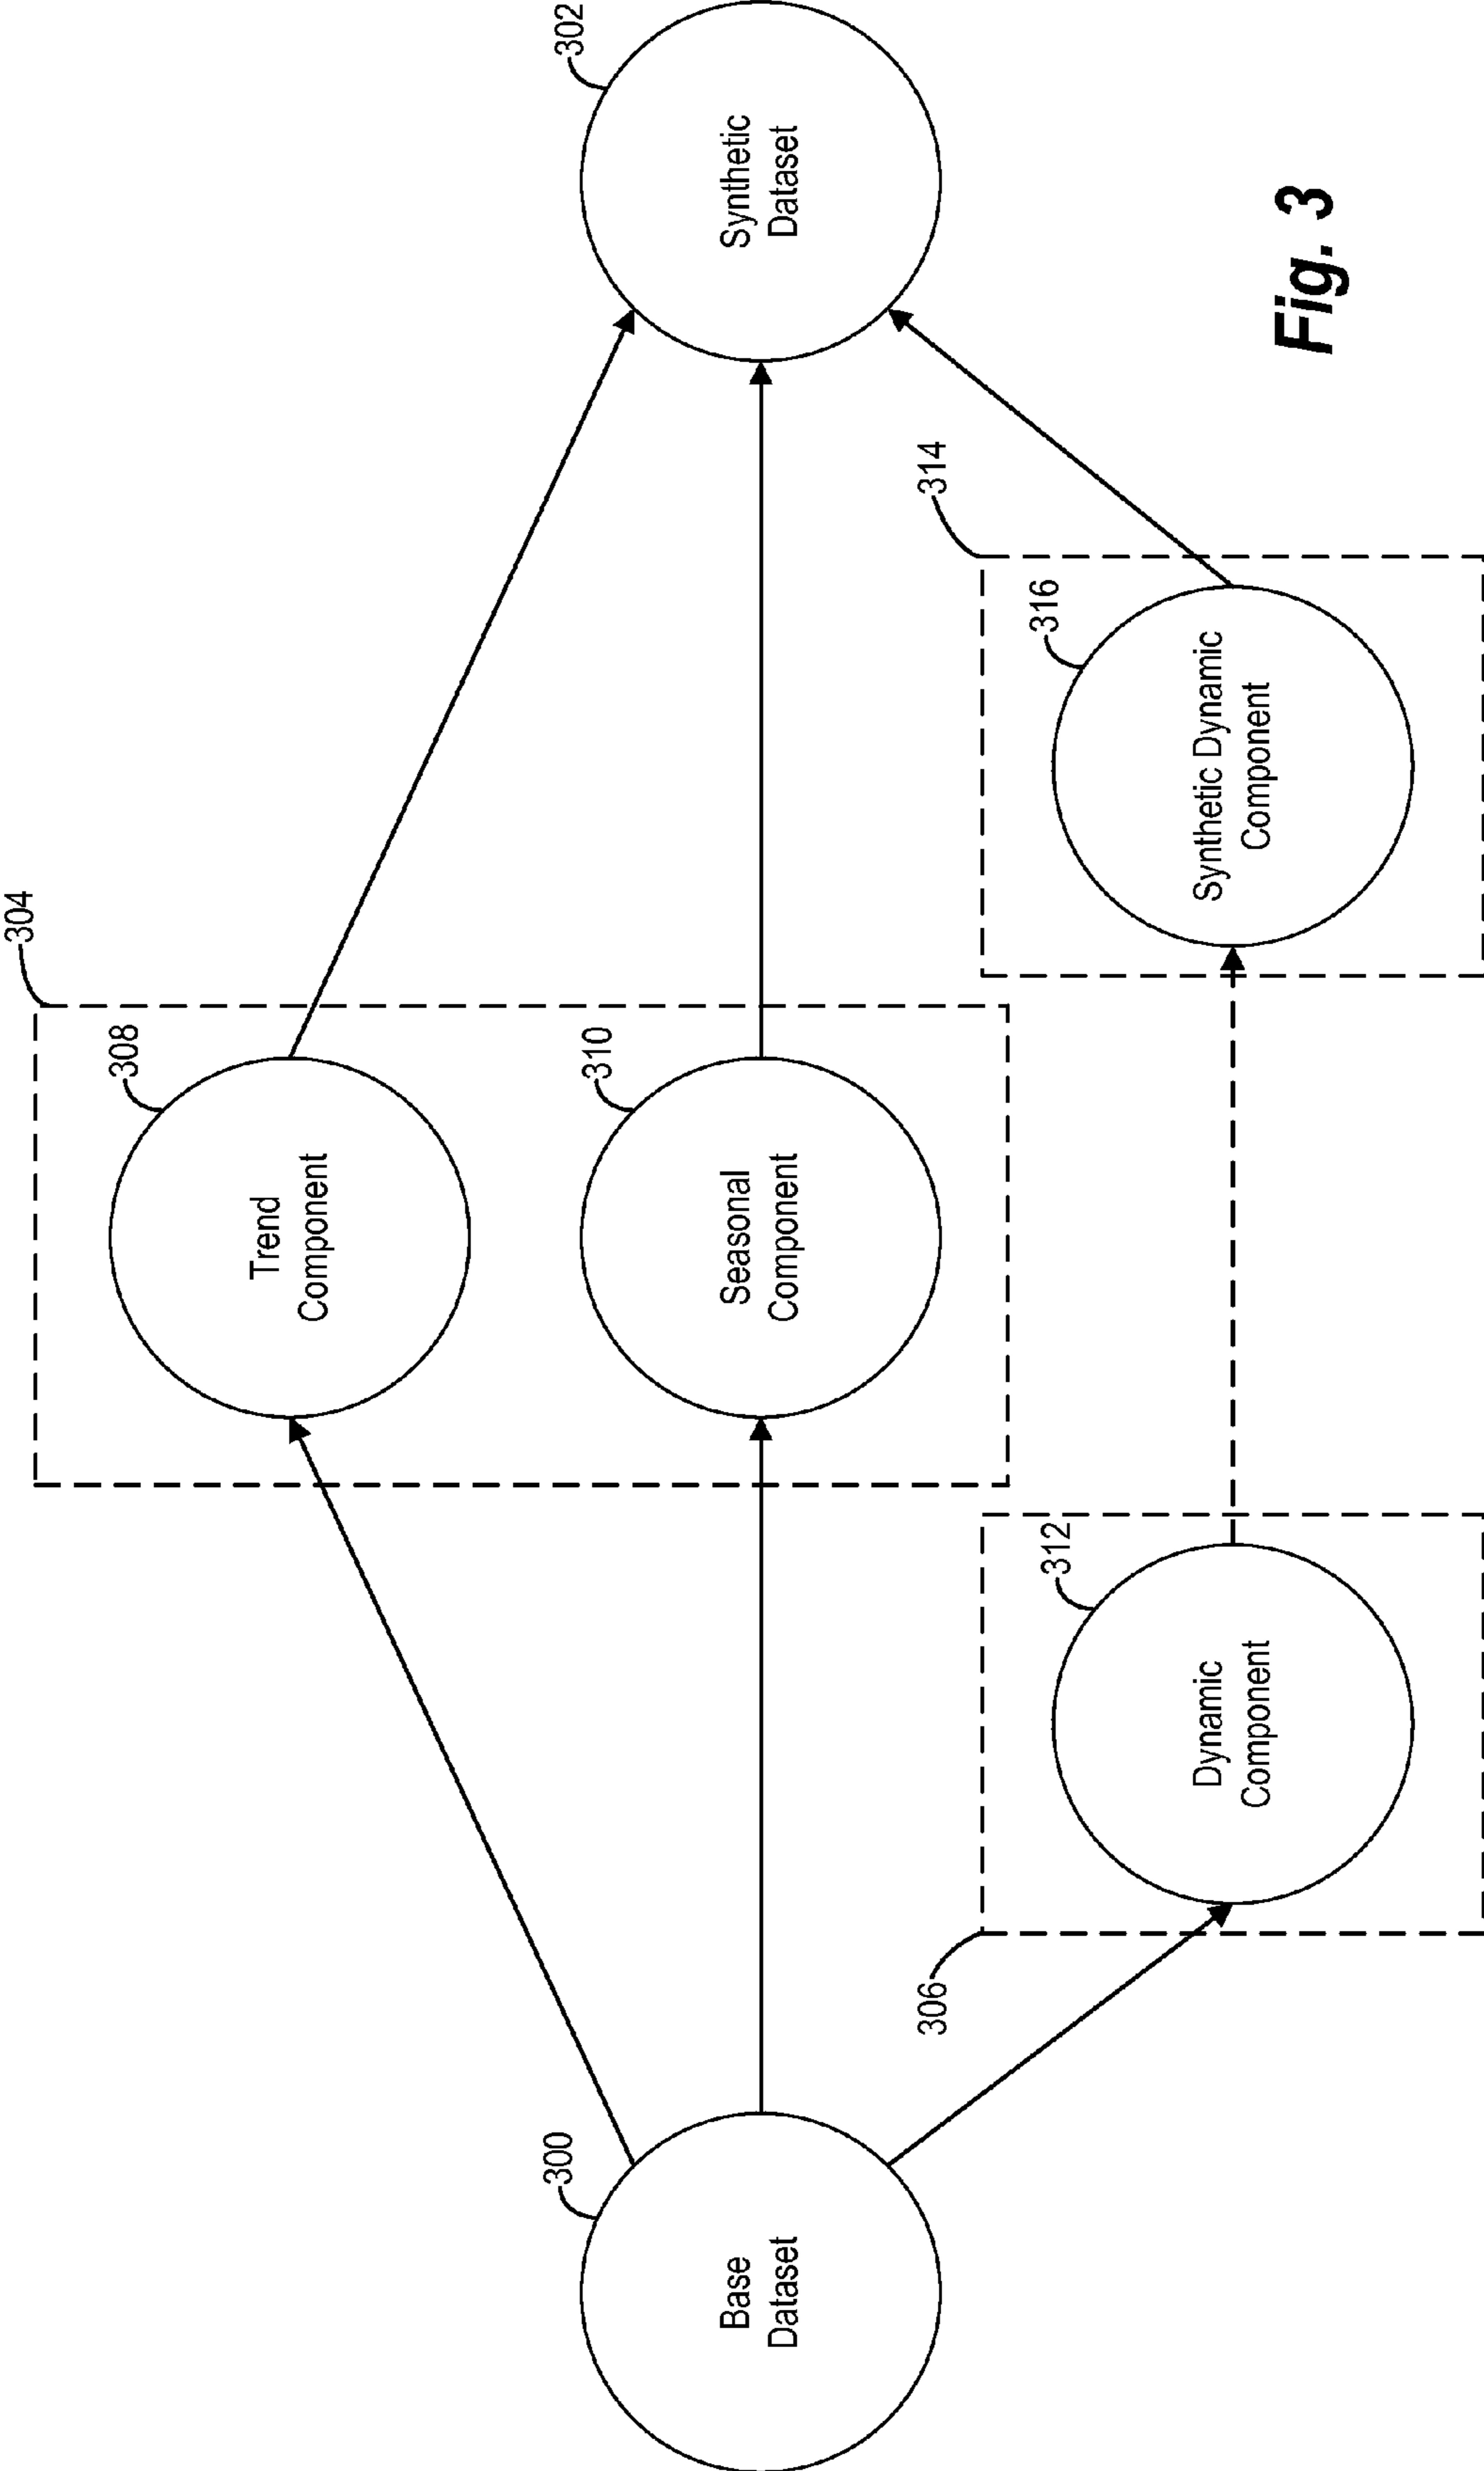 304
308
Trend
Component
302
300
310
Base
Dataset
Seasonal
Component
Synthetic
Dataset
306
314
312
316
Dynamic
Component
Synthetic Dynamic
Component
Fig. 3